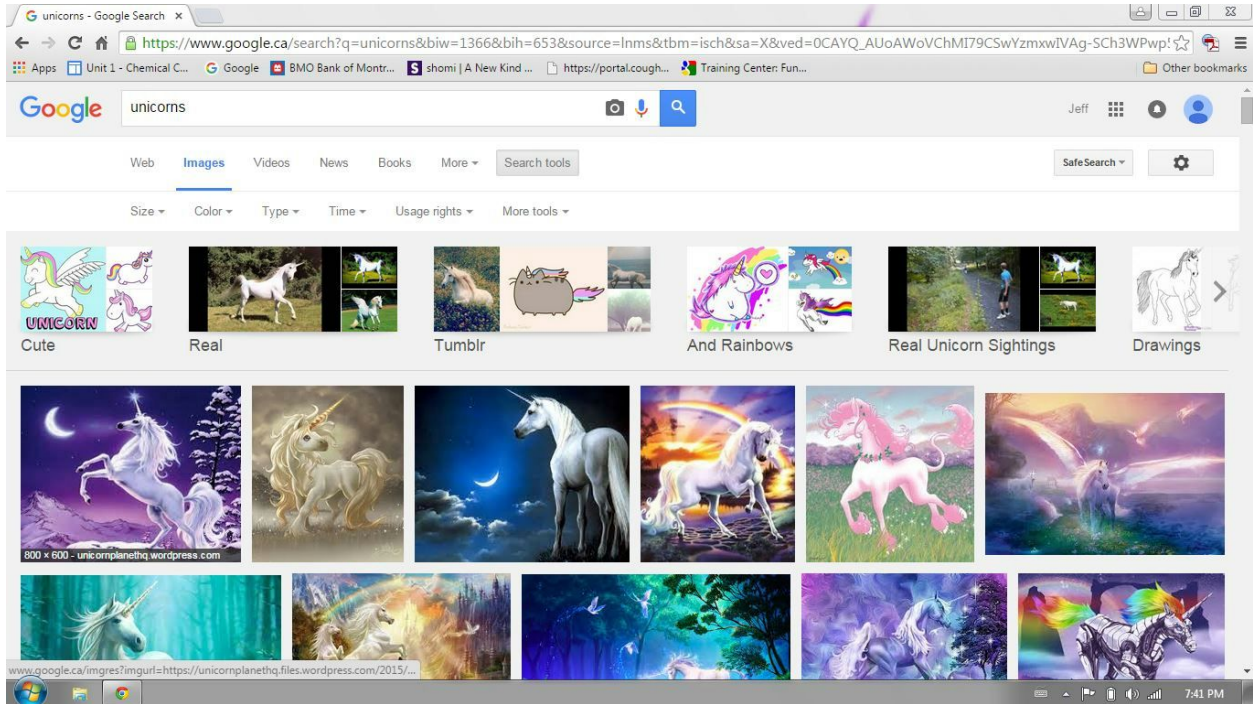 unicorns - Google Search
https://www.google.ca/search?q=unicorns&biw=1366&bih=653&source=lnms&tbm=isch&sa=X&ved=0CAYQ_AUoAWoVChMI79CSwYzmxwIVAg-SCh3WPwp
Apps Unit 1 - Chemical C... Google BMO Bank of Montr... shomi | A New Kind ... https://portal.cough... Training Center: Fun... Other bookmarks
Google unicorns Jeff
Web Images Videos News Books More Search tools SafeSearch
Size Color Type Time Usage rights More tools
UNICORN
Cute Real Tumblr And Rainbows Real Unicorn Sightings Drawings
800 × 600 - unicornplanethq.wordpress.com
www.google.ca/imgres?imgurl=https://unicornplanethq.files.wordpress.com/2015/...
7:41 PM